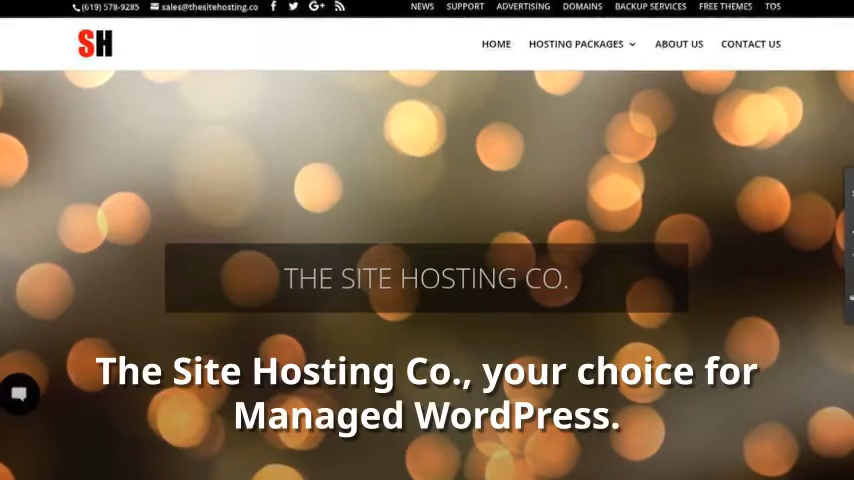 (619) 578-9285 sales@thesitehosting.co NEWS SUPPORT ADVERTISING DOMAINS BACKUP SERVICES FREE THEMES TOS
SH HOME HOSTING PACKAGES ABOUT US CONTACT US
THE SITE HOSTING CO.
The Site Hosting Co., your choice for
Managed WordPress.